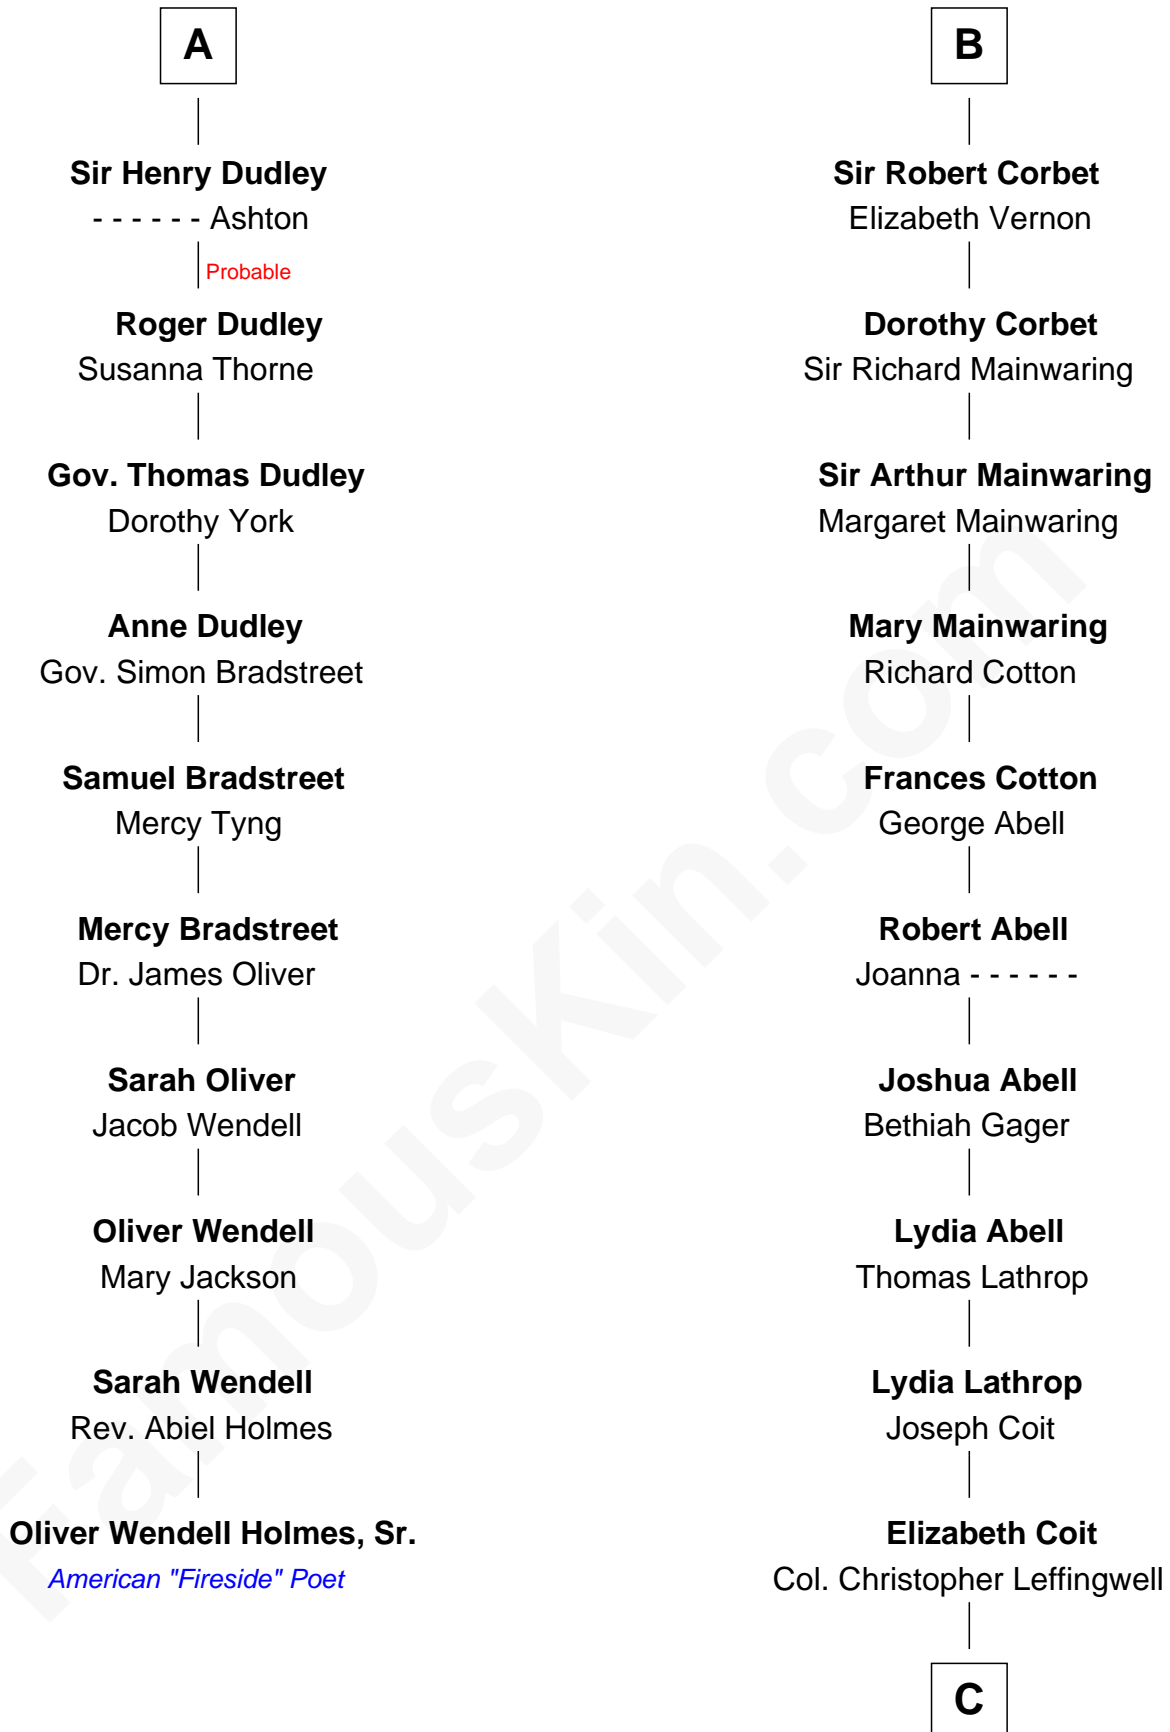 A
Sir Henry Dudley
- - - - - - Ashton
Probable
Roger Dudley
Susanna Thorne
Gov. Thomas Dudley
Dorothy York
Anne Dudley
Gov. Simon Bradstreet
Samuel Bradstreet
Mercy Tyng
Mercy Bradstreet
Dr. James Oliver
Sarah Oliver
Jacob Wendell
Oliver Wendell
Mary Jackson
Sarah Wendell
Rev. Abiel Holmes
Oliver Wendell Holmes, Sr.
American "Fireside" Poet
B
Sir Robert Corbet
Elizabeth Vernon
Dorothy Corbet
Sir Richard Mainwaring
Sir Arthur Mainwaring
Margaret Mainwaring
Mary Mainwaring
Richard Cotton
Frances Cotton
George Abell
Robert Abell
Joanna - - - - - -
Joshua Abell
Bethiah Gager
Lydia Abell
Thomas Lathrop
Lydia Lathrop
Joseph Coit
Elizabeth Coit
Col. Christopher Leffingwell
C
FamousKin.com